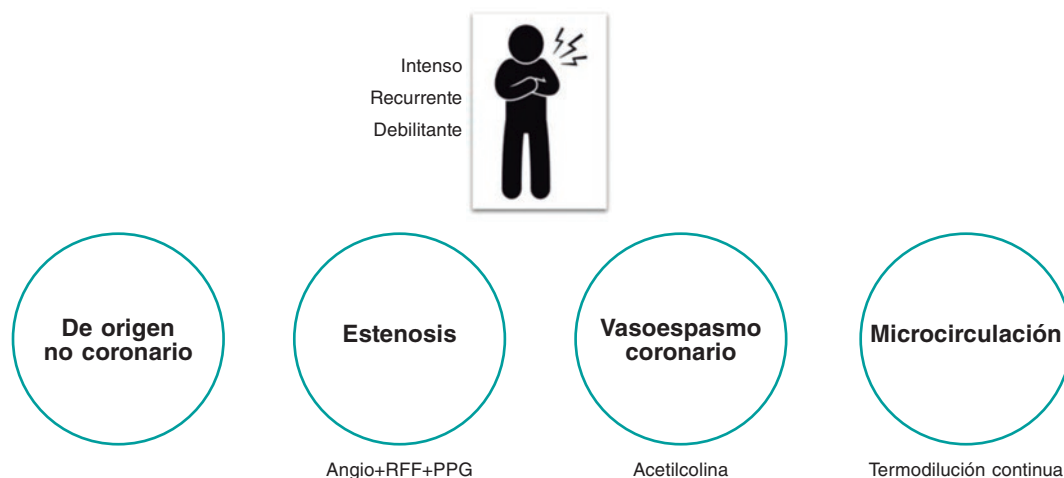 Intenso
Recurrente
Debilitante
De origen
no coronario
Estenosis
Vasoespasmo
coronario
Microcirculación
Angio+RFF+PPG
Acetilcolina
Termodilución continua